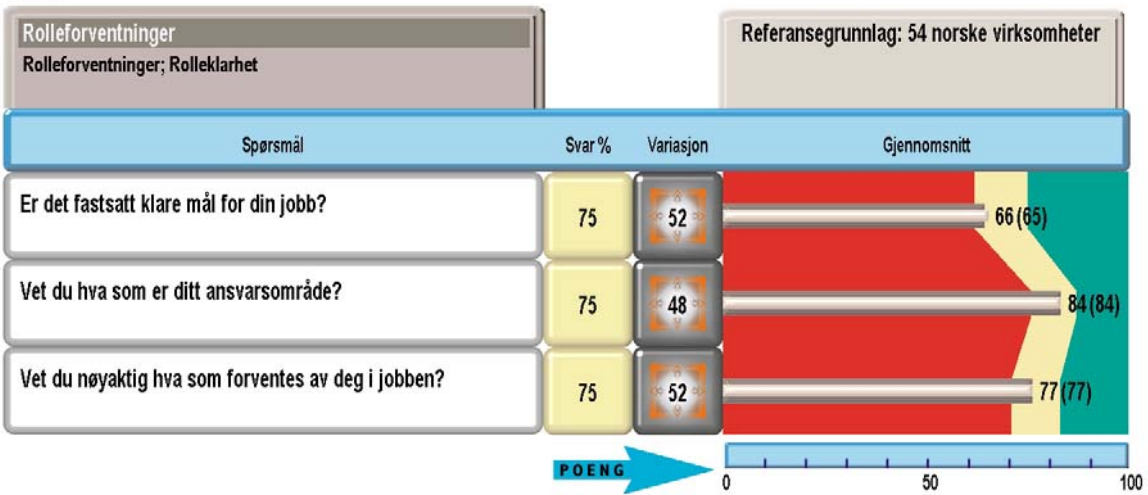 Rolleforventninger
Rolleforventninger; Rolleklarhet
Referansegrunnlag: 54 norske virksomheter
Spørsmål Svar % Variasjon Gjennomsnitt
Er det fastsatt klare mål for din jobb? 75 52 66 (65)
Vet du hva som er ditt ansvarsområde? 75 48 84 (84)
Vet du nøyaktig hva som forventes av deg i jobben? 75 52 77 (77)
POENG 0 50 100